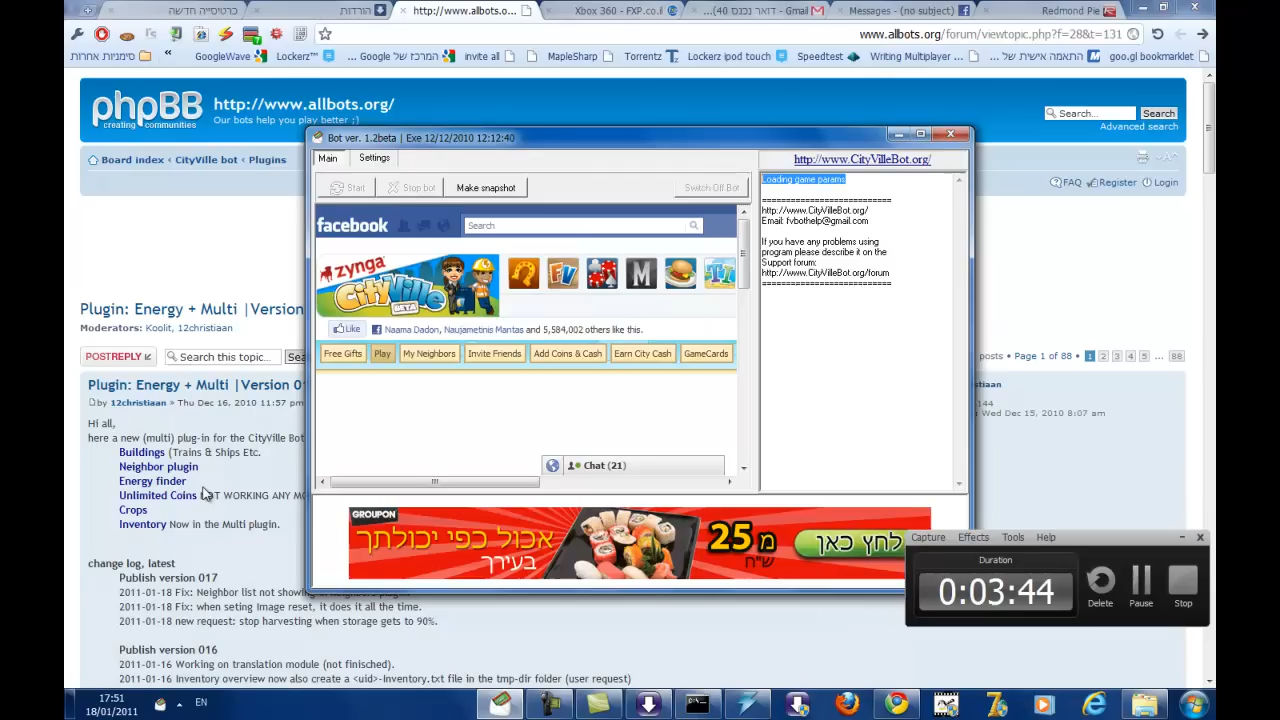 כרטיסייה חדשה
הורדות
http://www.allbots.o...
Xbox 360 - FXP.co.il
Gmail - דואר נכנס (40...
Messages - (no subject)
Redmond Pie
www.allbots.org/forum/viewtopic.php?f=28&t=131
סימניות אחרות
GoogleWave
Lockerz™
המרכז של Google
invite all
MapleSharp
Torrentz
Lockerz ipod touch
Speedtest
Writing Multiplayer ...
התאמה אישית של ...
goo.gl bookmarklet
phpBB
creating communities
http://www.allbots.org/
Our bots help you play better ;)
Search...
Search
Advanced search
Board index ‹ CityVille bot ‹ Plugins
FAQ Register Login
Plugin: Energy + Multi |Version
Moderators: Koolit, 12christiaan
POSTREPLY
Search this topic...
Sea
posts • Page 1 of 88 • 1 2 3 4 5 ... 88
Plugin: Energy + Multi |Version 0
by 12christiaan » Thu Dec 16, 2010 11:57 pm
christiaan
144
Wed Dec 15, 2010 8:07 am
Hi all,
here a new (multi) plug-in for the CityVille Bot
Buildings (Trains & Ships Etc.
Neighbor plugin
Energy finder
Unlimited Coins NOT WORKING ANY MO
Crops
Inventory Now in the Multi plugin.
change log, latest
Publish version 017
2011-01-18 Fix: Neighbor list not showing
2011-01-18 Fix: when setting Image reset, it does it all the time.
2011-01-18 new request: stop harvesting when storage gets to 90%.
Publish version 016
2011-01-16 Working on translation module (not finisched).
2011-01-16 Inventory overview now also create a <uid>-Inventory.txt file in the tmp-dir folder (user request)
Bot ver. 1.2beta | Exe 12/12/2010 12:12:40
Main
Settings
Start
Stop bot
Make snapshot
Switch Off Bot
http://www.CityVilleBot.org/
Loading game params
==========================
http://www.CityVilleBot.org/
Email: fvbothelp@gmail.com
If you have any problems using
program please describe it on the
Support forum:
http://www.CityVilleBot.org/forum
==========================
facebook
Search
zynga
CityVille
BETA
FV
M
Like
Naama Dadon, Naujametinis Mantas and 5,584,002 others like this.
Free Gifts
Play
My Neighbors
Invite Friends
Add Coins & Cash
Earn City Cash
GameCards
Chat (21)
GROUPON
אכול כפי יכולתך
בעירך
מ 25
ש"ח
לחץ כאן
Capture Effects Tools Help
Duration
0:03:44
Delete
Pause
Stop
17:51
18/01/2011
EN